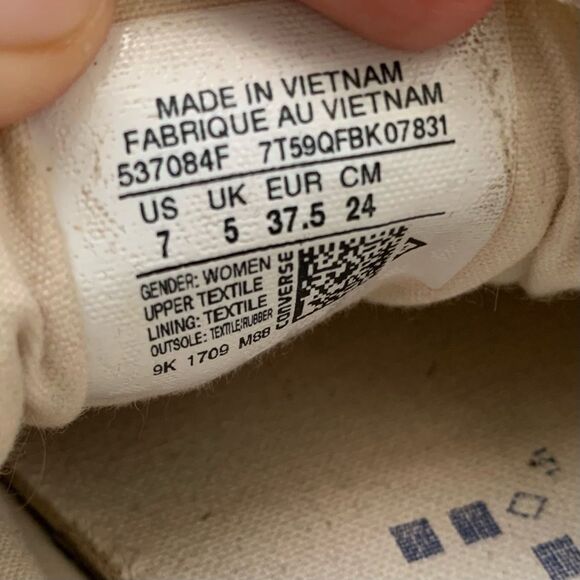 MADE IN VIETNAM
FABRIQUE AU VIETNAM
537084F 7T59QFBK07831
US UK EUR CM
7 5 37.5 24
GENDER: WOMEN
UPPER TEXTILE
LINING: TEXTILE
OUTSOLE: TEXTILE/RUBBER
9K 1709 M68
CONVERSE